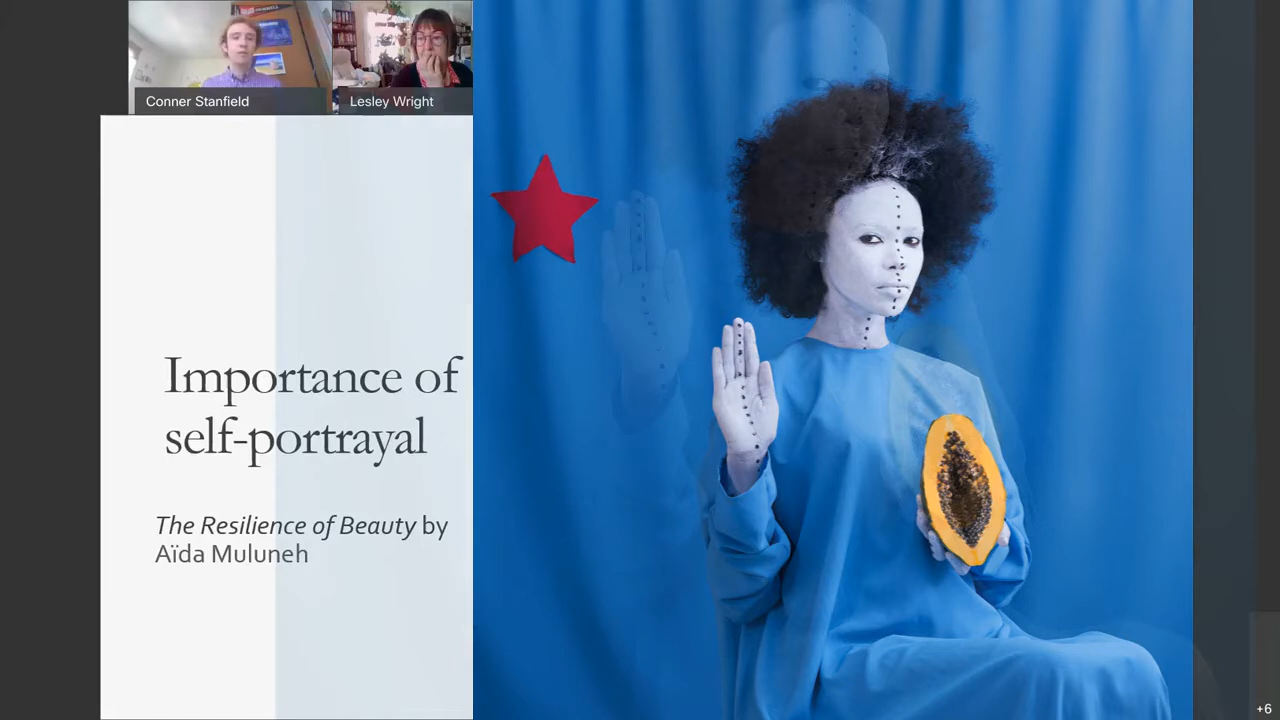 Conner Stanfield
Lesley Wright
Importance of
self-portrayal
The Resilience of Beauty by
Aïda Muluneh
+6